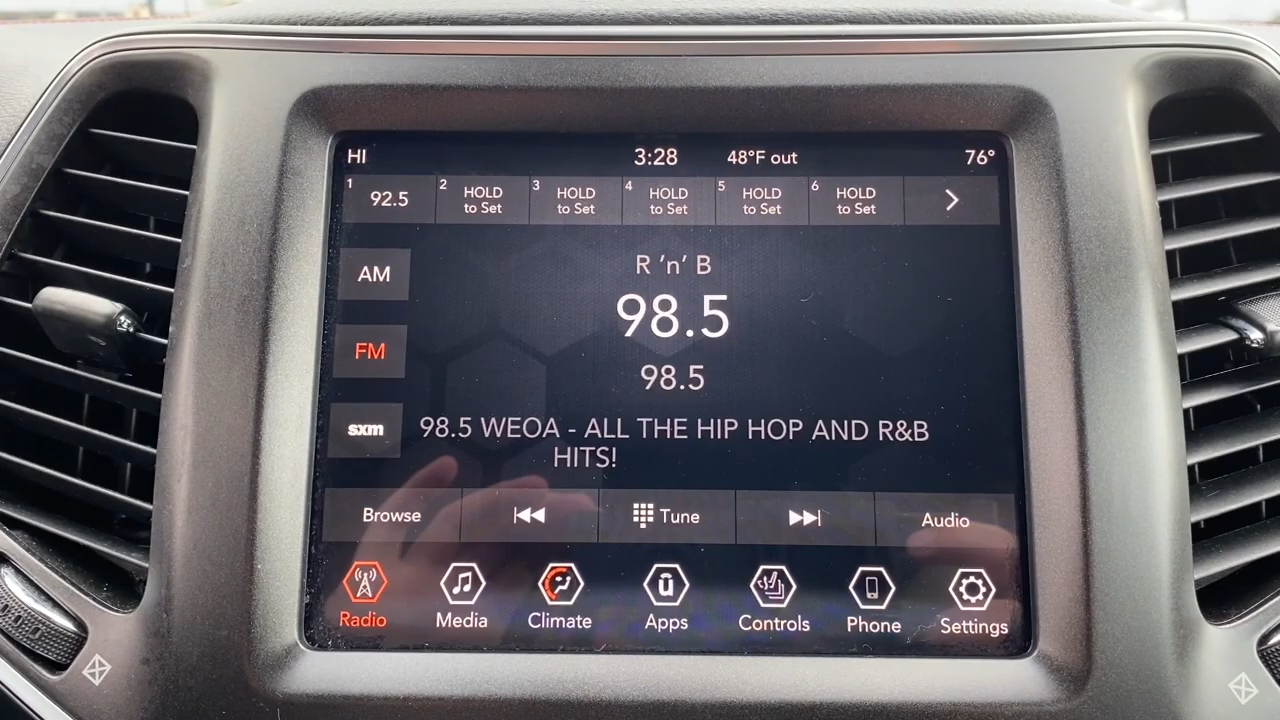 HI 3:28 48°F out 76°
1 92.5 2 HOLD to Set 3 HOLD to Set 4 HOLD to Set 5 HOLD to Set 6 HOLD to Set
AM
R 'n' B
98.5
FM
98.5
sxm
98.5 WEOA - ALL THE HIP HOP AND R&B
HITS!
Browse Tune Audio
Radio Media Climate Apps Controls Phone Settings